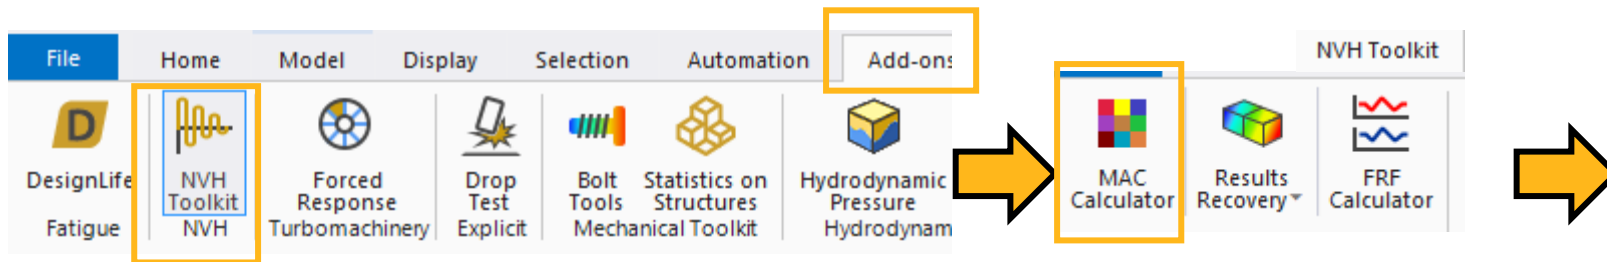 File Home Model Display Selection Automation Add-ons NVH Toolkit
D
DesignLife NVH Forced Drop Bolt Statistics on Hydrodynamic MAC Results FRF
Toolkit Response Test Tools Structures Pressure Calculator Recovery Calculator
Fatigue NVH Turbomachinery Explicit Mechanical Toolkit Hydrodynam